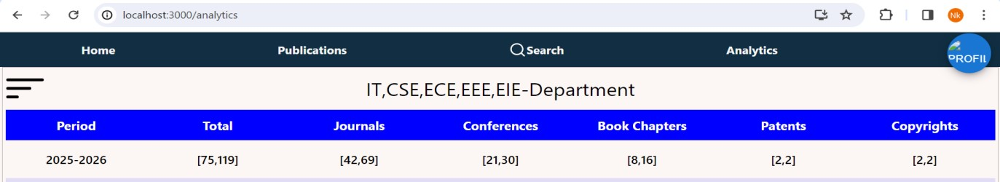 localhost:3000/analytics
Nk
Home Publications Search Analytics
PROFIL
IT,CSE,ECE,EEE,EIE-Department
Period Total Journals Conferences Book Chapters Patents Copyrights
2025-2026 [75,119] [42,69] [21,30] [8,16] [2,2] [2,2]